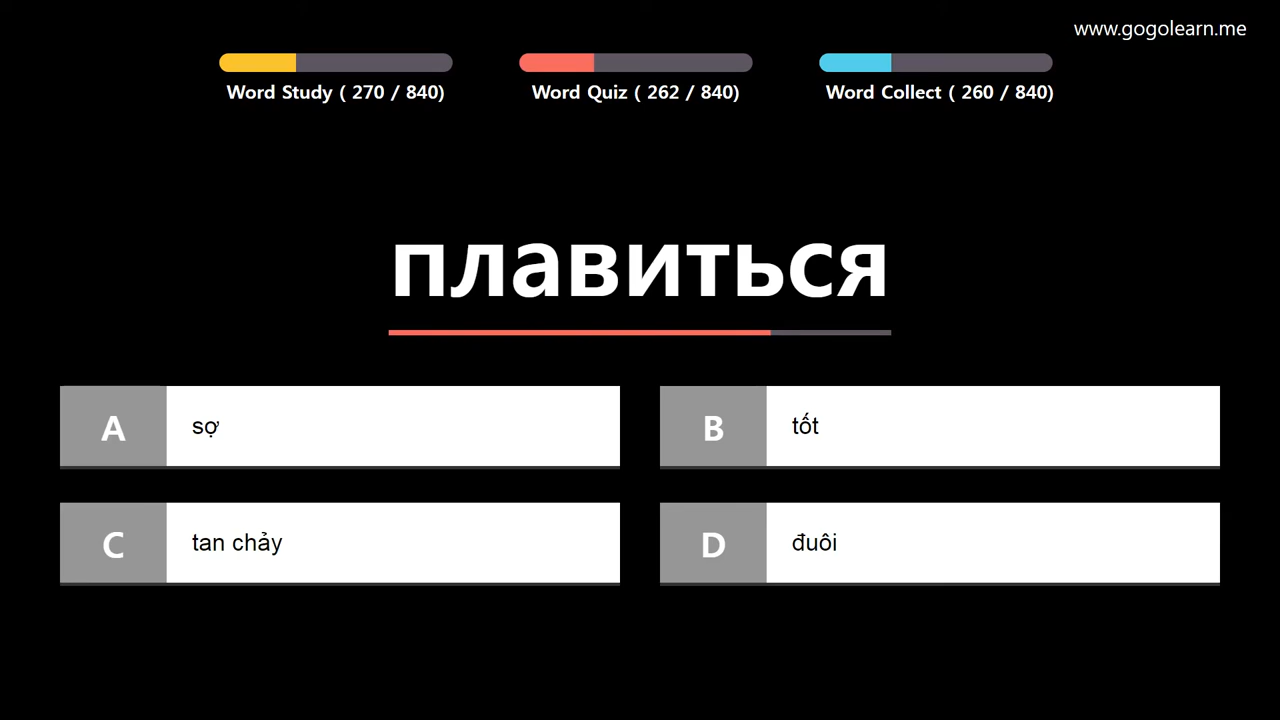 www.gogolearn.me
Word Study ( 270 / 840)
Word Quiz ( 262 / 840)
Word Collect ( 260 / 840)
плавиться
A
sợ
B
tốt
C
tan chảy
D
đuôi